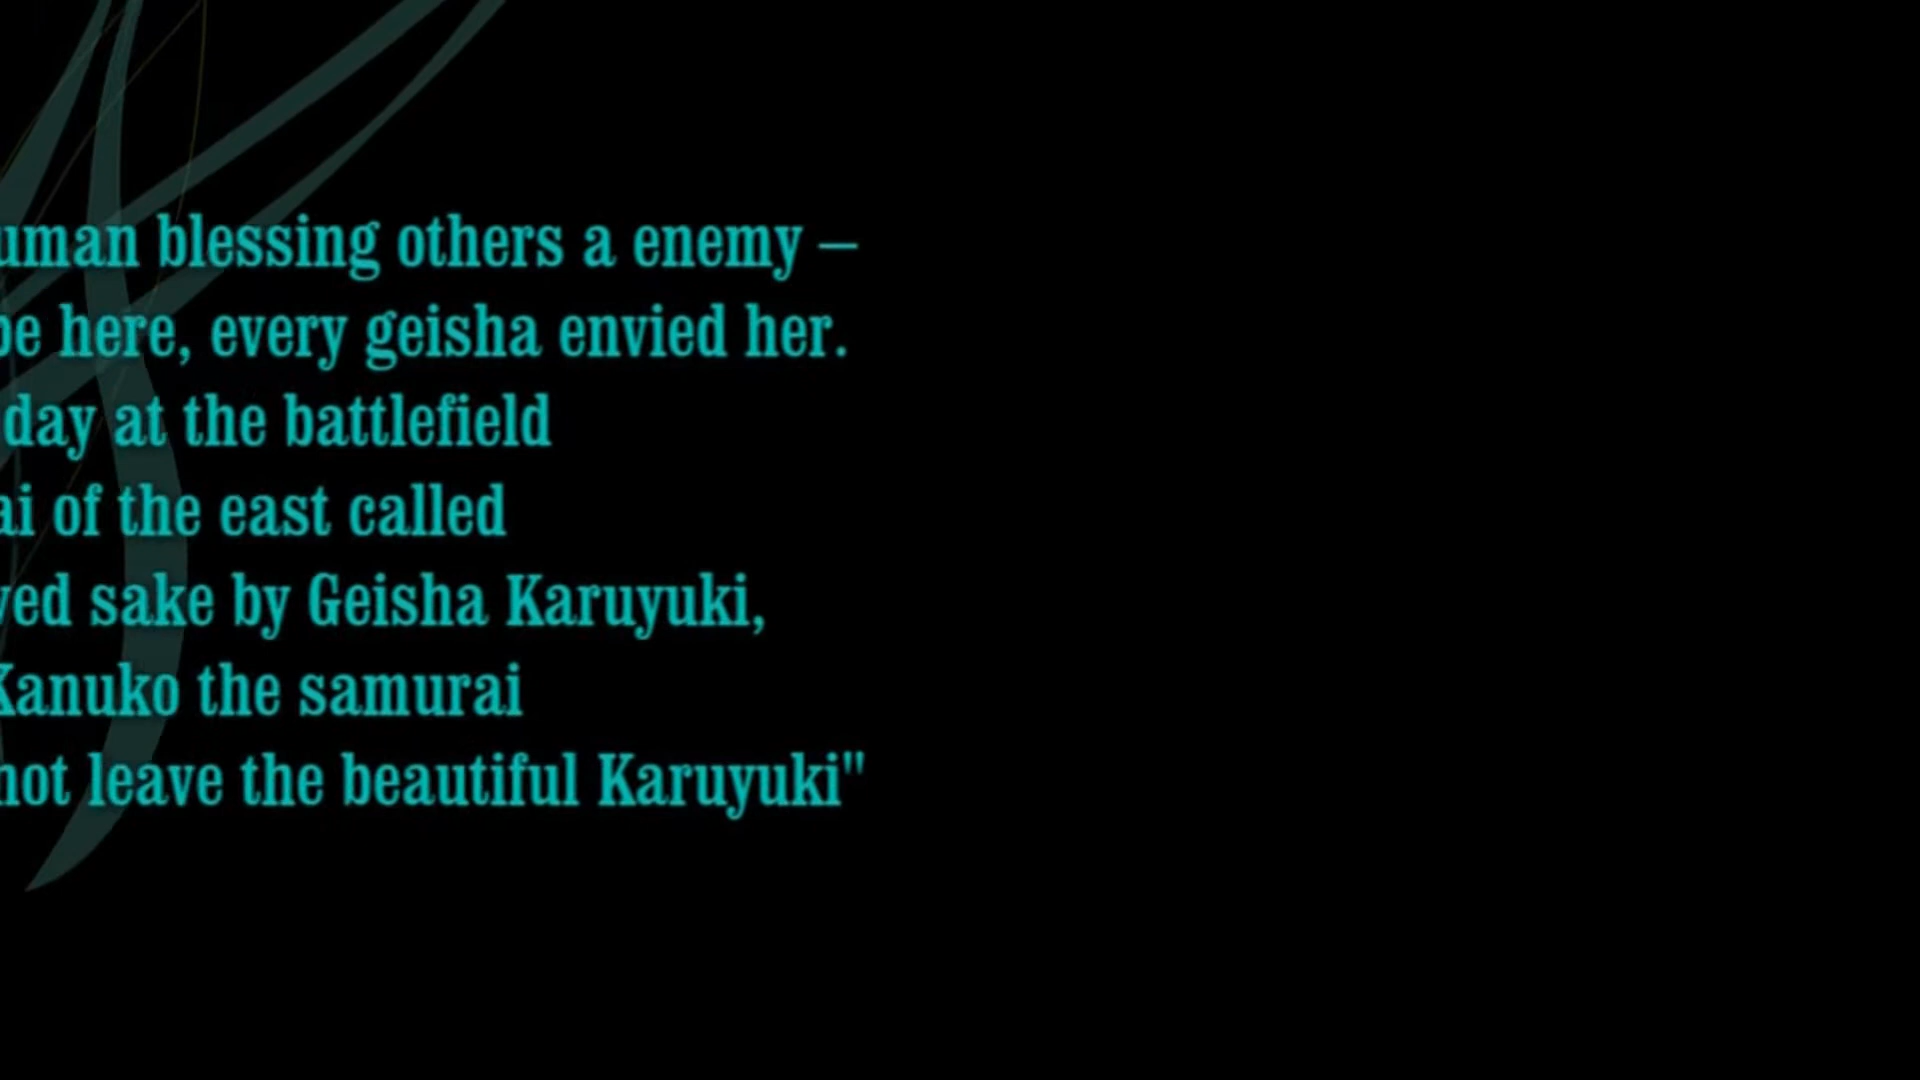 uman blessing others a enemy –
be here, every geisha envied her.
day at the battlefield
ai of the east called
ved sake by Geisha Karuyuki,
Kanuko the samurai
not leave the beautiful Karuyuki"